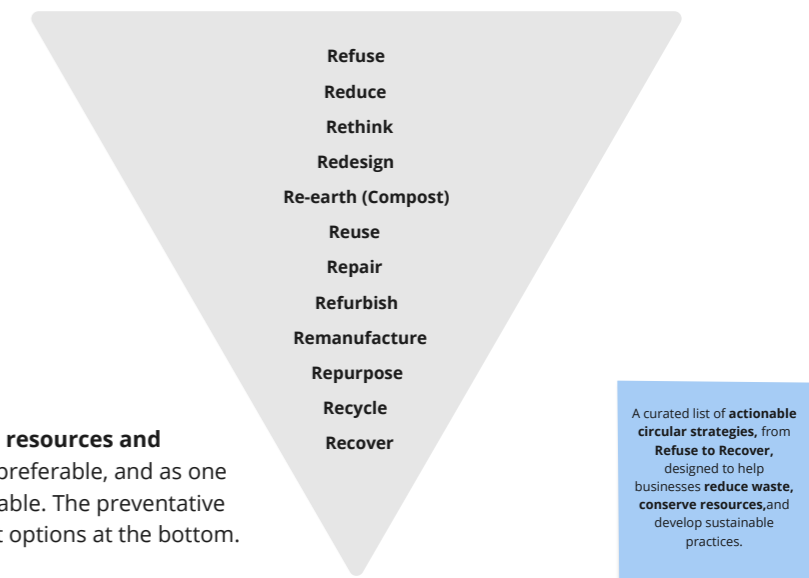 Refuse
Reduce
Rethink
Redesign
Re-earth (Compost)
Reuse
Repair
Refurbish
Remanufacture
Repurpose
Recycle
Recover
resources and
preferable, and as one
able. The preventative
t options at the bottom.
A curated list of actionable
circular strategies, from
Refuse to Recover,
designed to help
businesses reduce waste,
conserve resources,and
develop sustainable
practices.